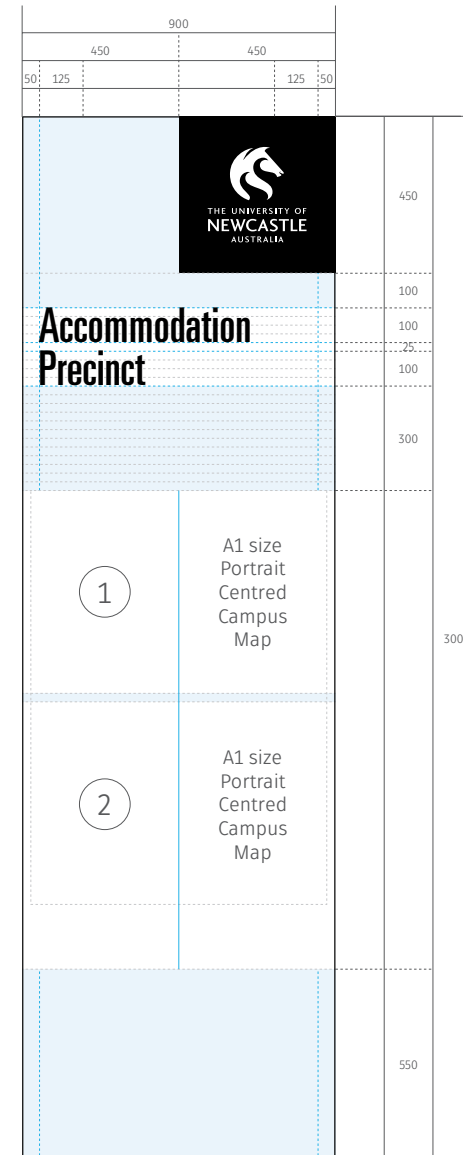 900
450
450
50
125
125
50
THE UNIVERSITY OF
NEWCASTLE
AUSTRALIA
450
100
100
25
100
300
Accommodation
Precinct
1
A1 size
Portrait
Centred
Campus
Map
300
2
A1 size
Portrait
Centred
Campus
Map
550